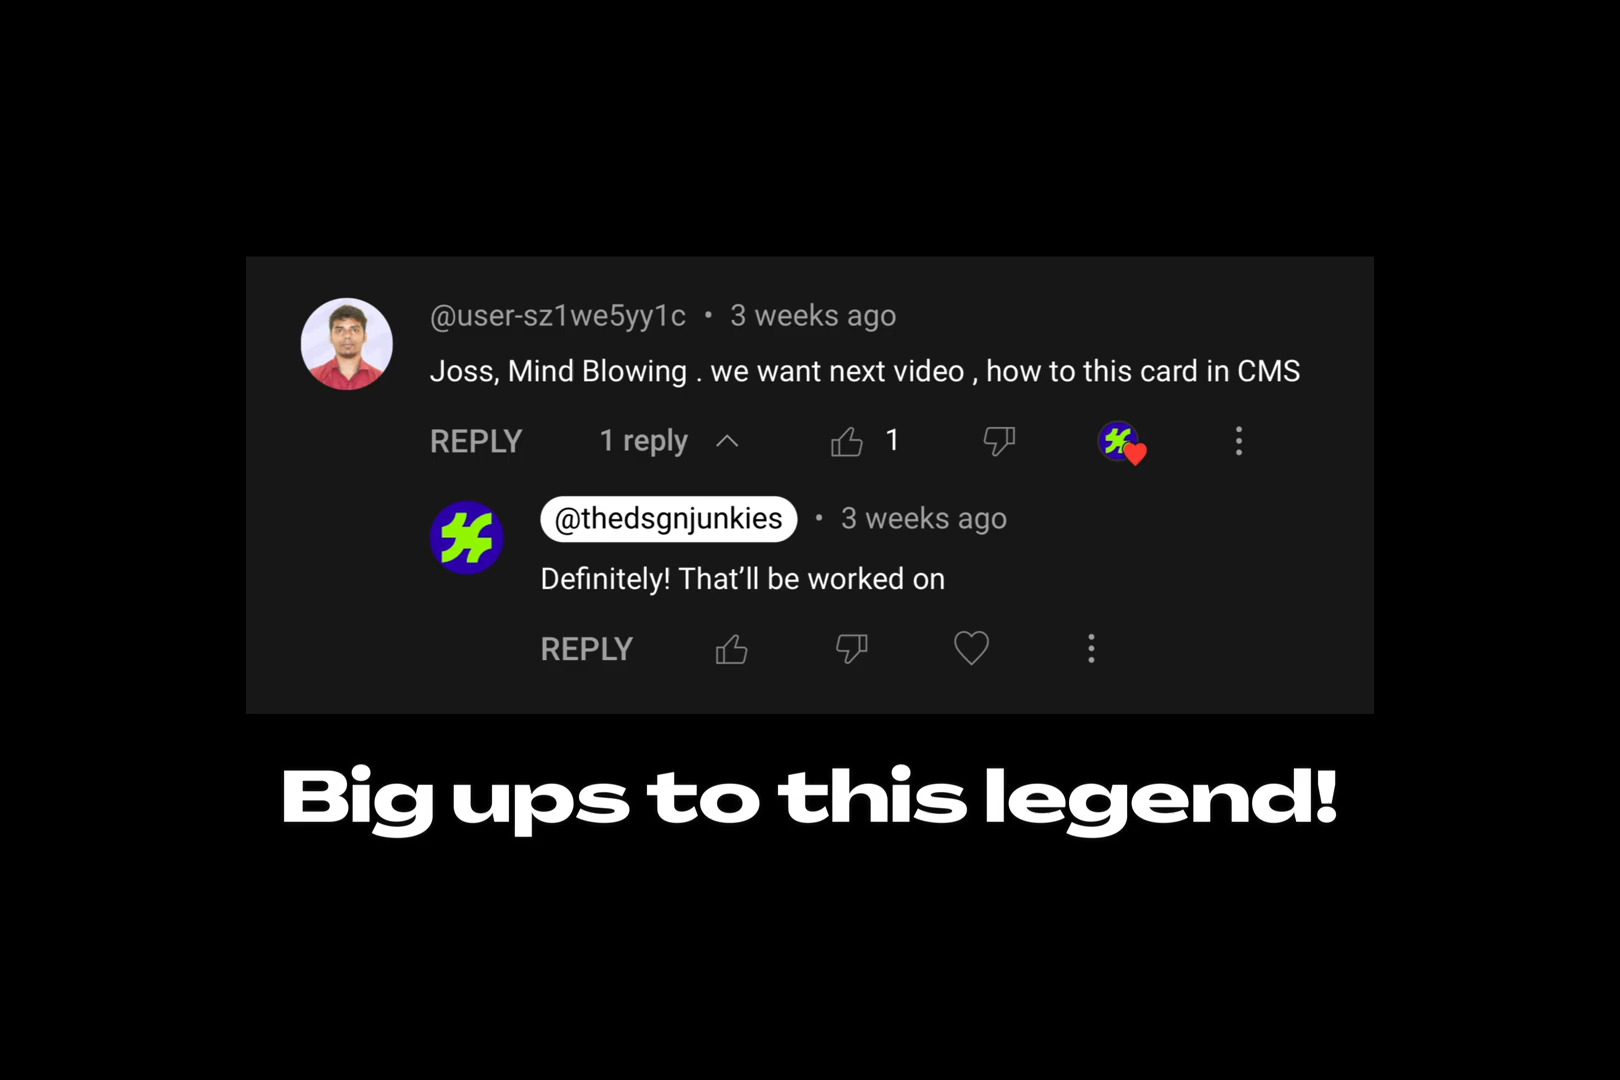 @user-sz1we5yy1c • 3 weeks ago
Joss, Mind Blowing . we want next video , how to this card in CMS
REPLY 1 reply 1
@thedsgnjunkies • 3 weeks ago
Definitely! That’ll be worked on
REPLY
Big ups to this legend!